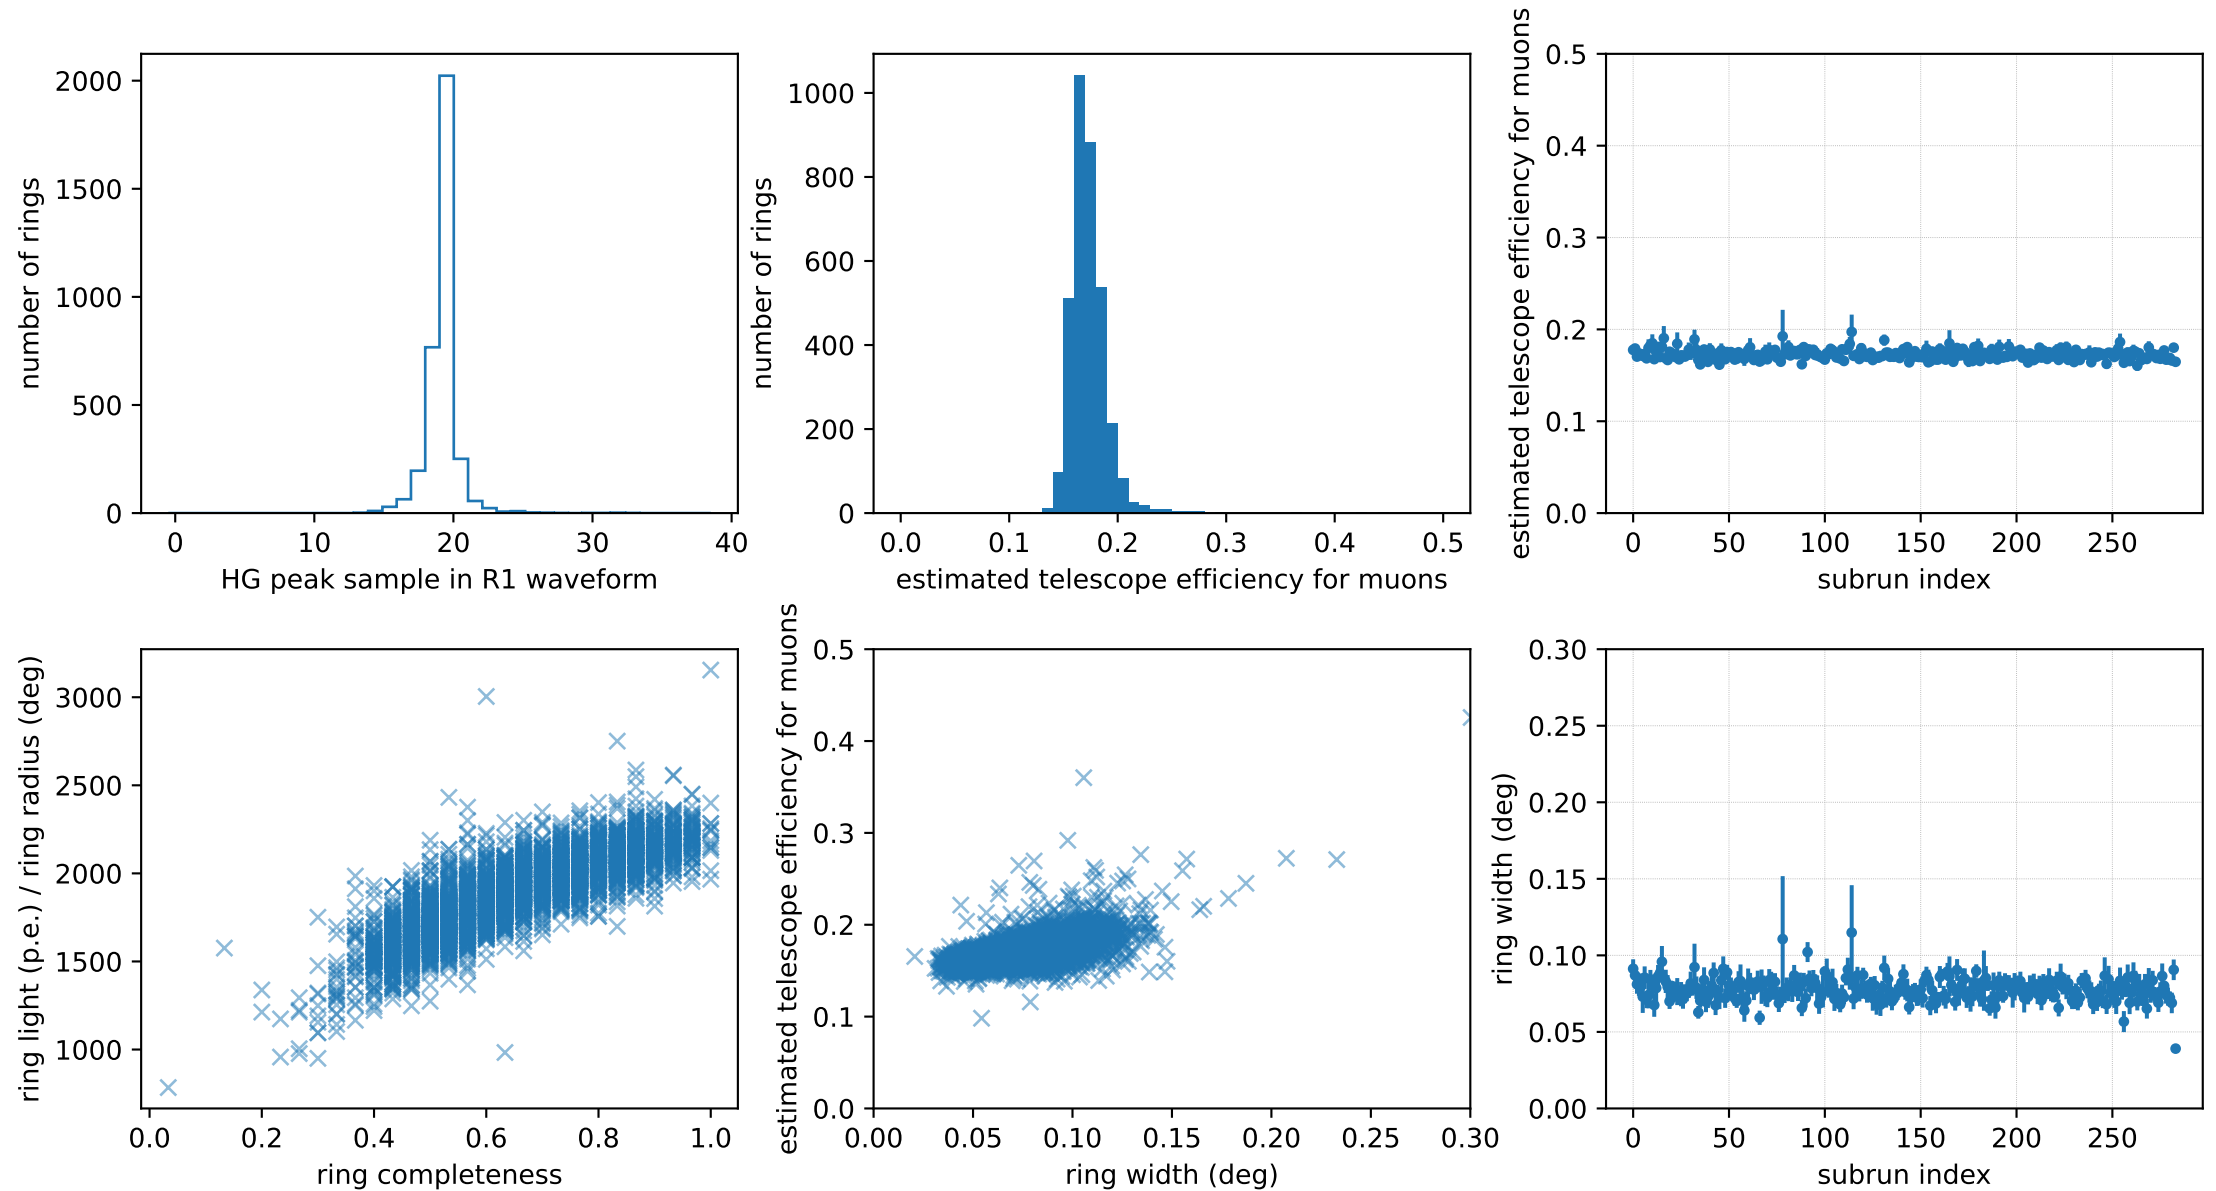 number of rings
2000
1500
1000
500
0
0 10 20 30 40
HG peak sample in R1 waveform
number of rings
1000
800
600
400
200
0
0.0 0.1 0.2 0.3 0.4 0.5
estimated telescope efficiency for muons
estimated telescope efficiency for muons
0.5
0.4
0.3
0.2
0.1
0.0
0 50 100 150 200 250
subrun index
ring light (p.e.) / ring radius (deg)
3000
2500
2000
1500
1000
0.0 0.2 0.4 0.6 0.8 1.0
ring completeness
estimated telescope efficiency for muons
0.5
0.4
0.3
0.2
0.1
0.0
0.00 0.05 0.10 0.15 0.20 0.25 0.30
ring width (deg)
ring width (deg)
0.30
0.25
0.20
0.15
0.10
0.05
0.00
0 50 100 150 200 250
subrun index